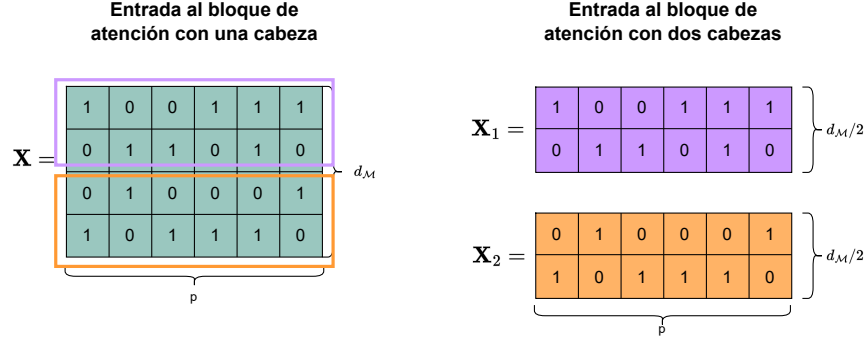 Entrada al bloque de
atención con una cabeza
X =
1 0 0 1 1 1
0 1 1 0 1 0
0 1 0 0 0 1
1 0 1 1 1 0
d_M
p
Entrada al bloque de
atención con dos cabezas
X₁ =
1 0 0 1 1 1
0 1 1 0 1 0
d_M/2
X₂ =
0 1 0 0 0 1
1 0 1 1 1 0
d_M/2
p